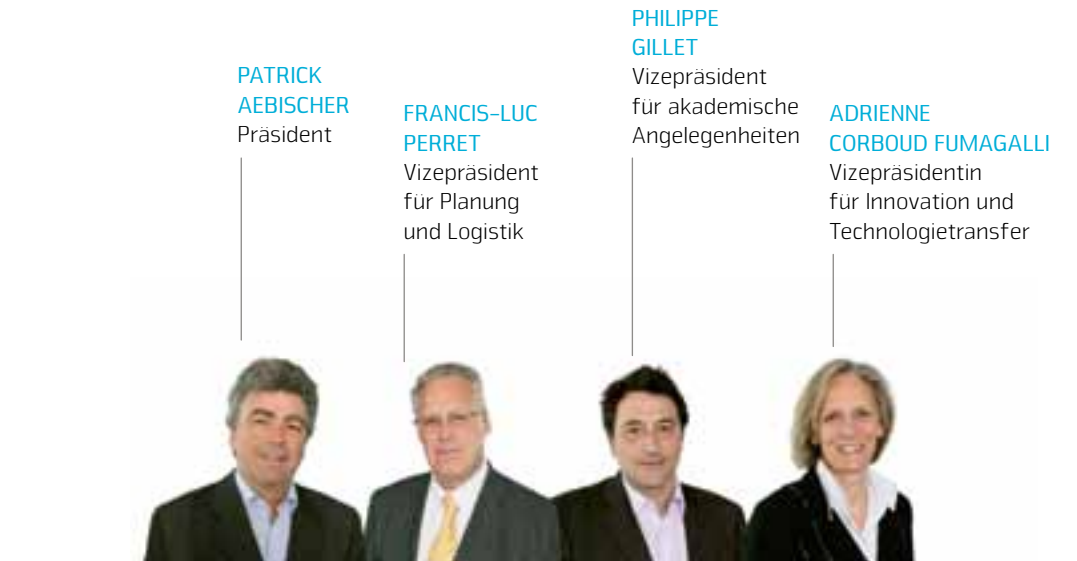 PATRICK
AEBISCHER
Präsident
FRANCIS-LUC
PERRET
Vizepräsident
für Planung
und Logistik
PHILIPPE
GILLET
Vizepräsident
für akademische
Angelegenheiten
ADRIENNE
CORBOUD FUMAGALLI
Vizepräsidentin
für Innovation und
Technologietransfer